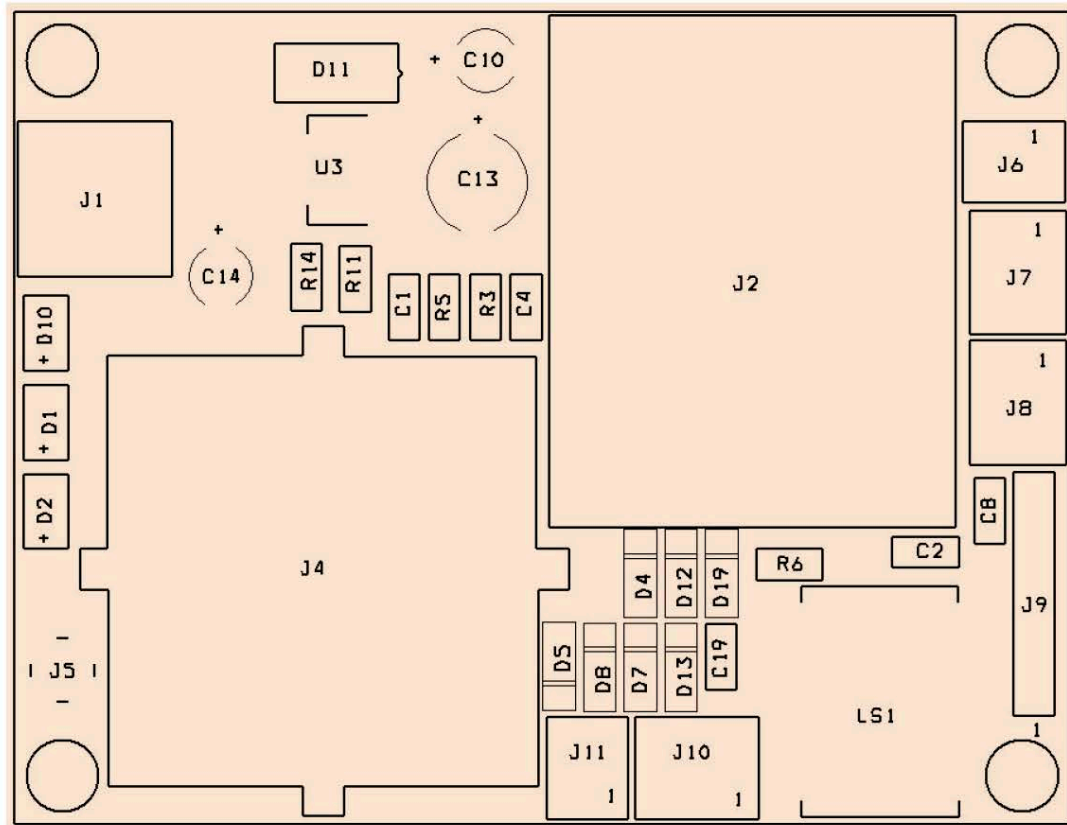 D11
+ C10
+
1
U3
C13
J6
J1
+
1
C14
R14
R11
J2
J7
C1
R5
R3
C4
+ D10
1
+ D1
J8
+ D2
C8
C2
J4
R6
D4
D12
D19
J9
D5
D8
D7
D13
C19
J5
LS1
1
J11
J10
1
1